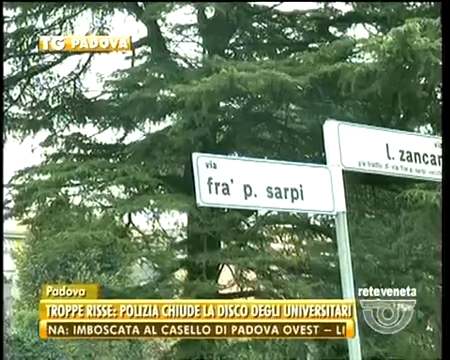 TG PADOVA
via
fra' p. sarpi
via
l. zancan
Padova
TROPPE RISSE: POLIZIA CHIUDE LA DISCO DEGLI UNIVERSITARI
NA: IMBOSCATA AL CASELLO DI PADOVA OVEST – LI
reteveneta